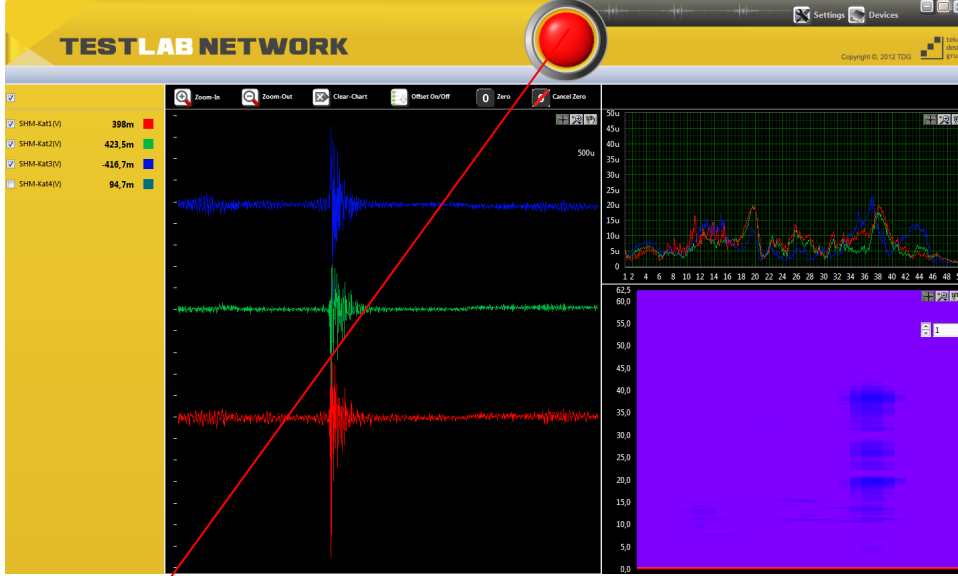 Settings Devices
TESTLAB NETWORK
Copyright ©, 2012 TDG
Zoom-In Zoom-Out Clear-Chart Offset On/Off 0 Zero Cancel Zero
SHM-Kat1(V) 398m
SHM-Kat2(V) 423,5m
SHM-Kat3(V) -416,7m
SHM-Kat4(V) 94,7m
500u
50u
45u
40u
35u
30u
25u
20u
15u
10u
5u
0
1 2 4 6 8 10 12 14 16 18 20 22 24 26 28 30 32 34 36 38 40 42 44 46 48
62,5
60,0
55,0
50,0
45,0
40,0
35,0
30,0
25,0
20,0
15,0
10,0
5,0
0,0
1